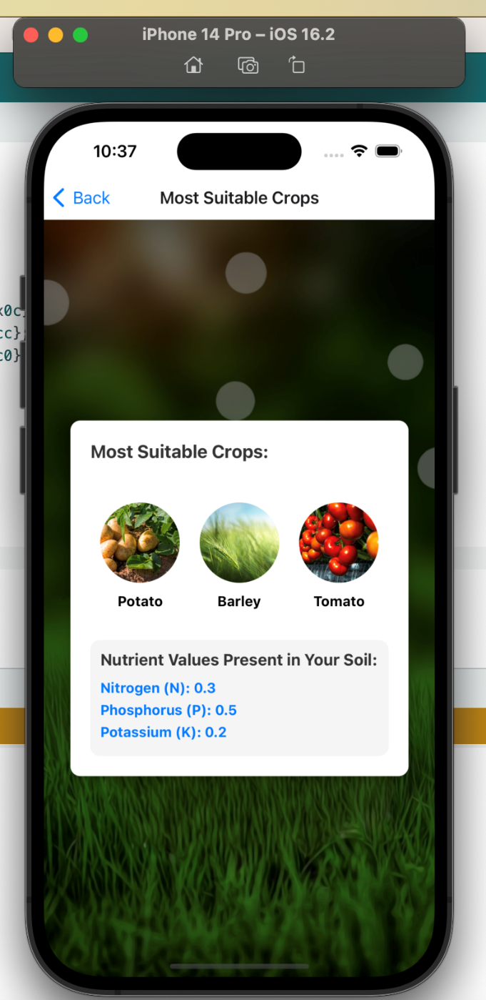 iPhone 14 Pro – iOS 16.2
10:37
Back
Most Suitable Crops
cc}
c0}
Most Suitable Crops:
Potato
Barley
Tomato
Nutrient Values Present in Your Soil:
Nitrogen (N): 0.3
Phosphorus (P): 0.5
Potassium (K): 0.2